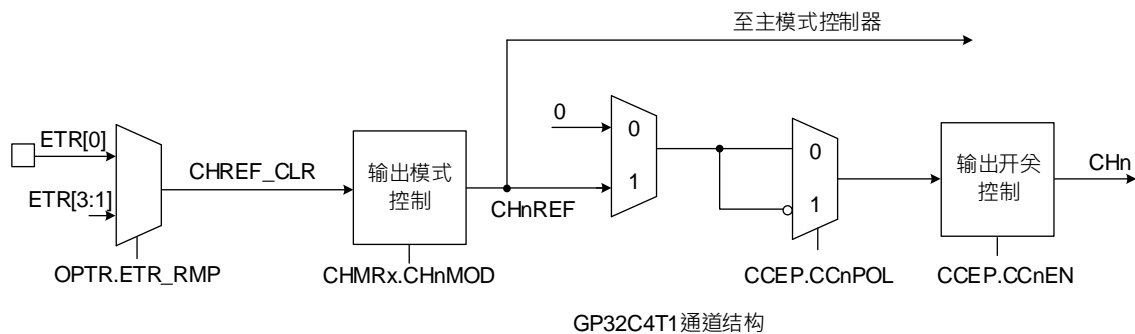 至主模式控制器
ETR[0]
ETR[3:1]
CHREF_CLR
OPTR.ETR_RMP
输出模式
控制
CHMRx.CHnMOD
CHnREF
0
0
1
0
1
CCEP.CCnPOL
输出开关
控制
CCEP.CCnEN
CHn
GP32C4T1通道结构